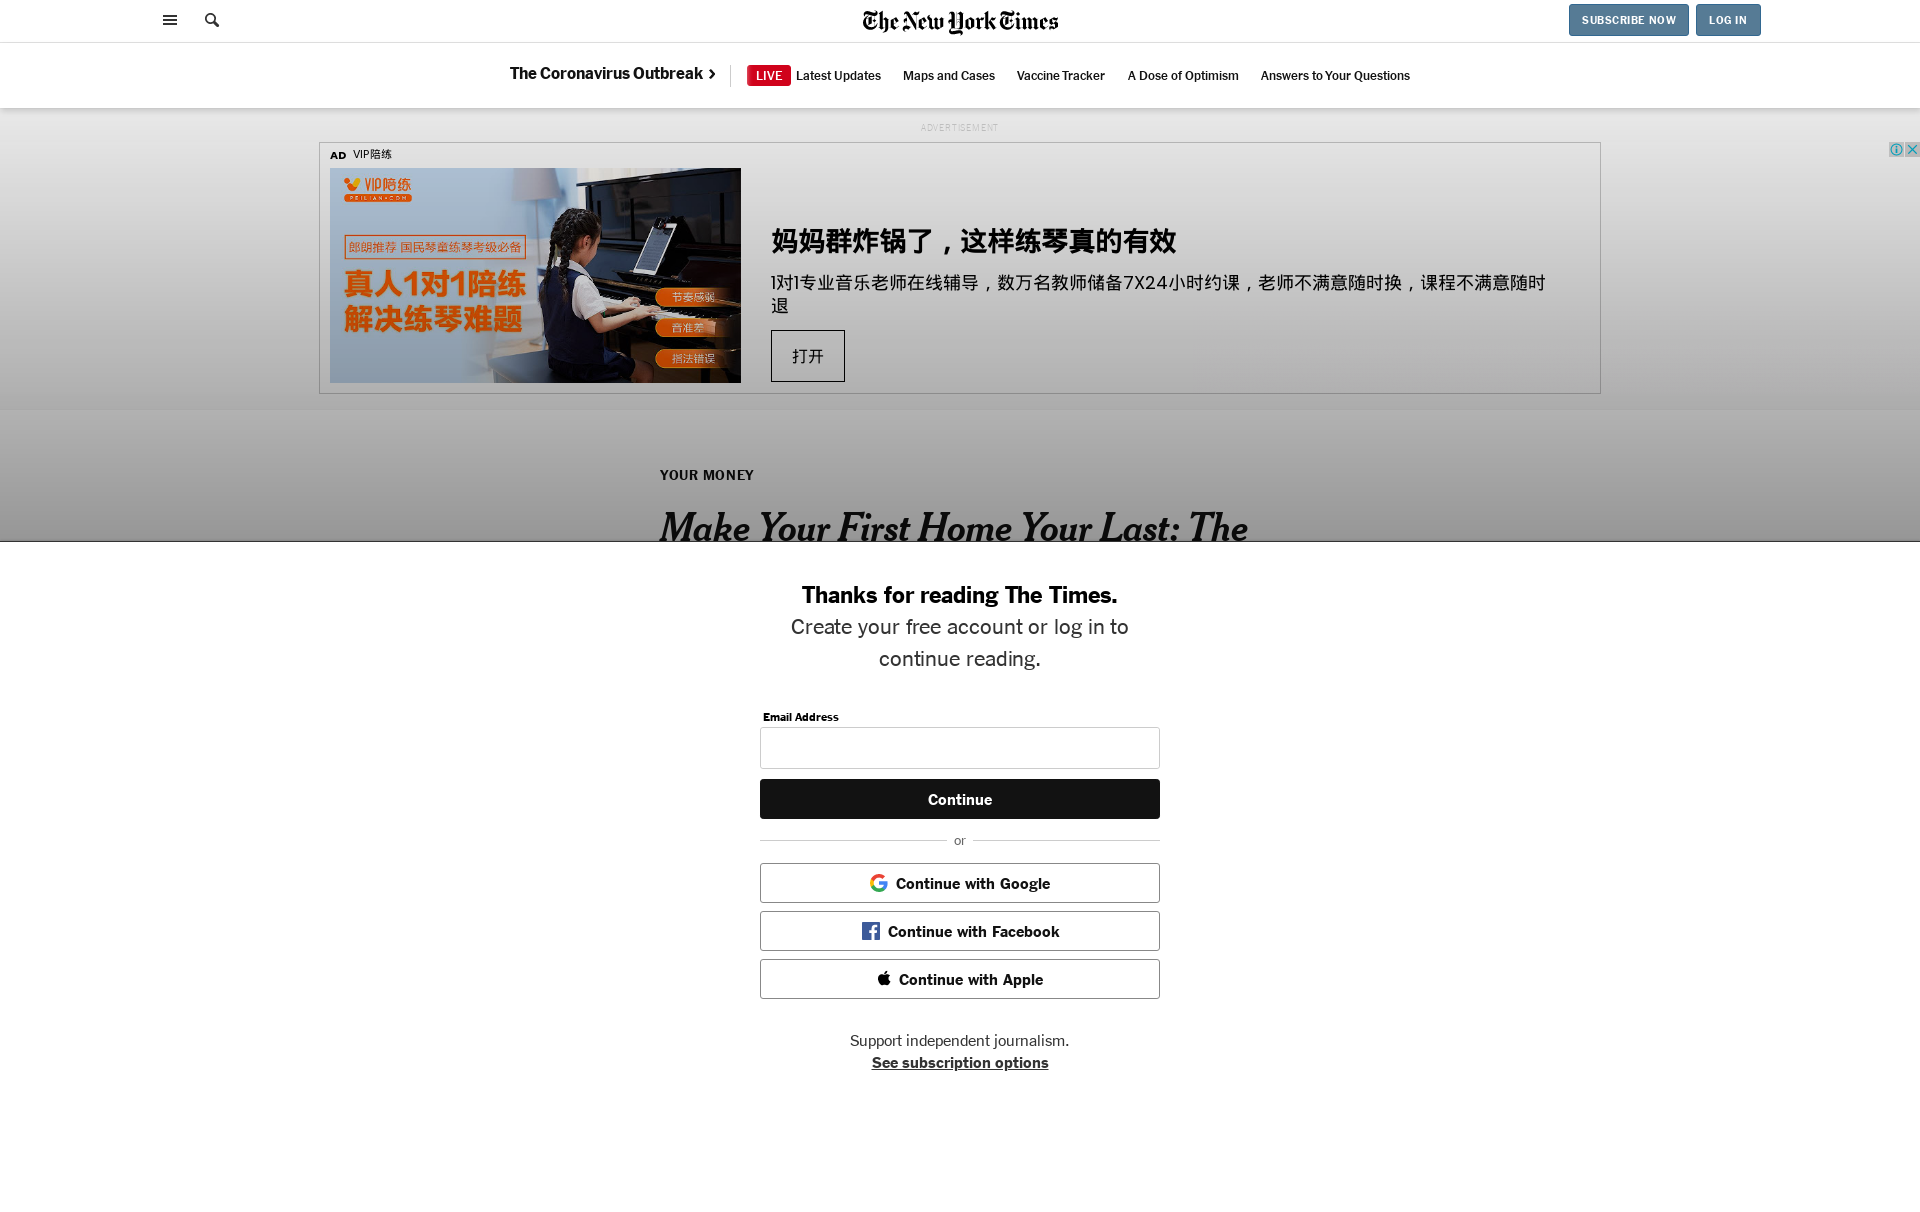 The New York Times
SUBSCRIBE NOW
LOG IN
The Coronavirus Outbreak
LIVE Latest Updates
Maps and Cases
Vaccine Tracker
A Dose of Optimism
Answers to Your Questions
ADVERTISEMENT
AD VIP陪练
VIP陪练
PEILIAN.COM
郎朗推荐 国民琴童练琴考级必备
真人1对1陪练
解决练琴难题
节奏感弱
音准差
指法错误
妈妈群炸锅了，这样练琴真的有效
1对1专业音乐老师在线辅导，数万名教师储备7X24小时约课，老师不满意随时换，课程不满意随时
退
打开
YOUR MONEY
Make Your First Home Your Last: The
Thanks for reading The Times.
Create your free account or log in to
continue reading.
Email Address
Continue
or
Continue with Google
Continue with Facebook
Continue with Apple
Support independent journalism.
See subscription options